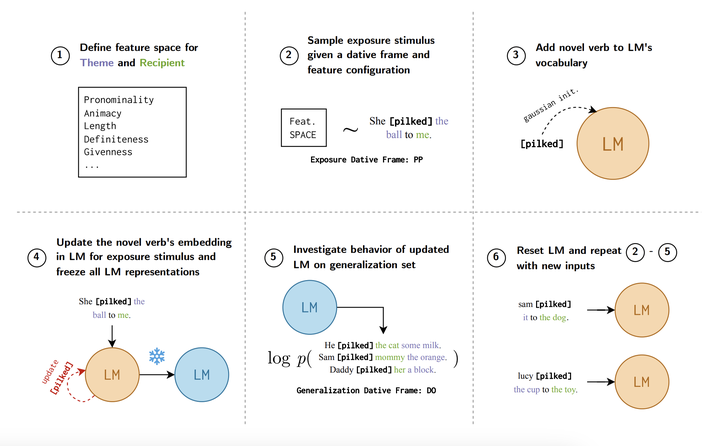 1
Define feature space for
Theme and Recipient
Pronominality
Animacy
Length
Definiteness
Givenness
...
2
Sample exposure stimulus
given a dative frame and
feature configuration
Feat.
SPACE
~
She [pilked] the
ball to me.
Exposure Dative Frame: PP
3
Add novel verb to LM's
vocabulary
gaussian init.
[pilked]
LM
4
Update the novel verb's embedding
in LM for exposure stimulus and
freeze all LM representations
She [pilked] the
ball to me.
update
[pilked]
LM
LM
5
Investigate behavior of updated
LM on generalization set
LM
log p(
He [pilked] the cat some milk.
Sam [pilked] mommy the orange.
Daddy [pilked] her a block.
)
Generalization Dative Frame: DO
6
Reset LM and repeat 2 - 5
with new inputs
sam [pilked]
it to the dog.
LM
lucy [pilked]
the cup to the toy.
LM